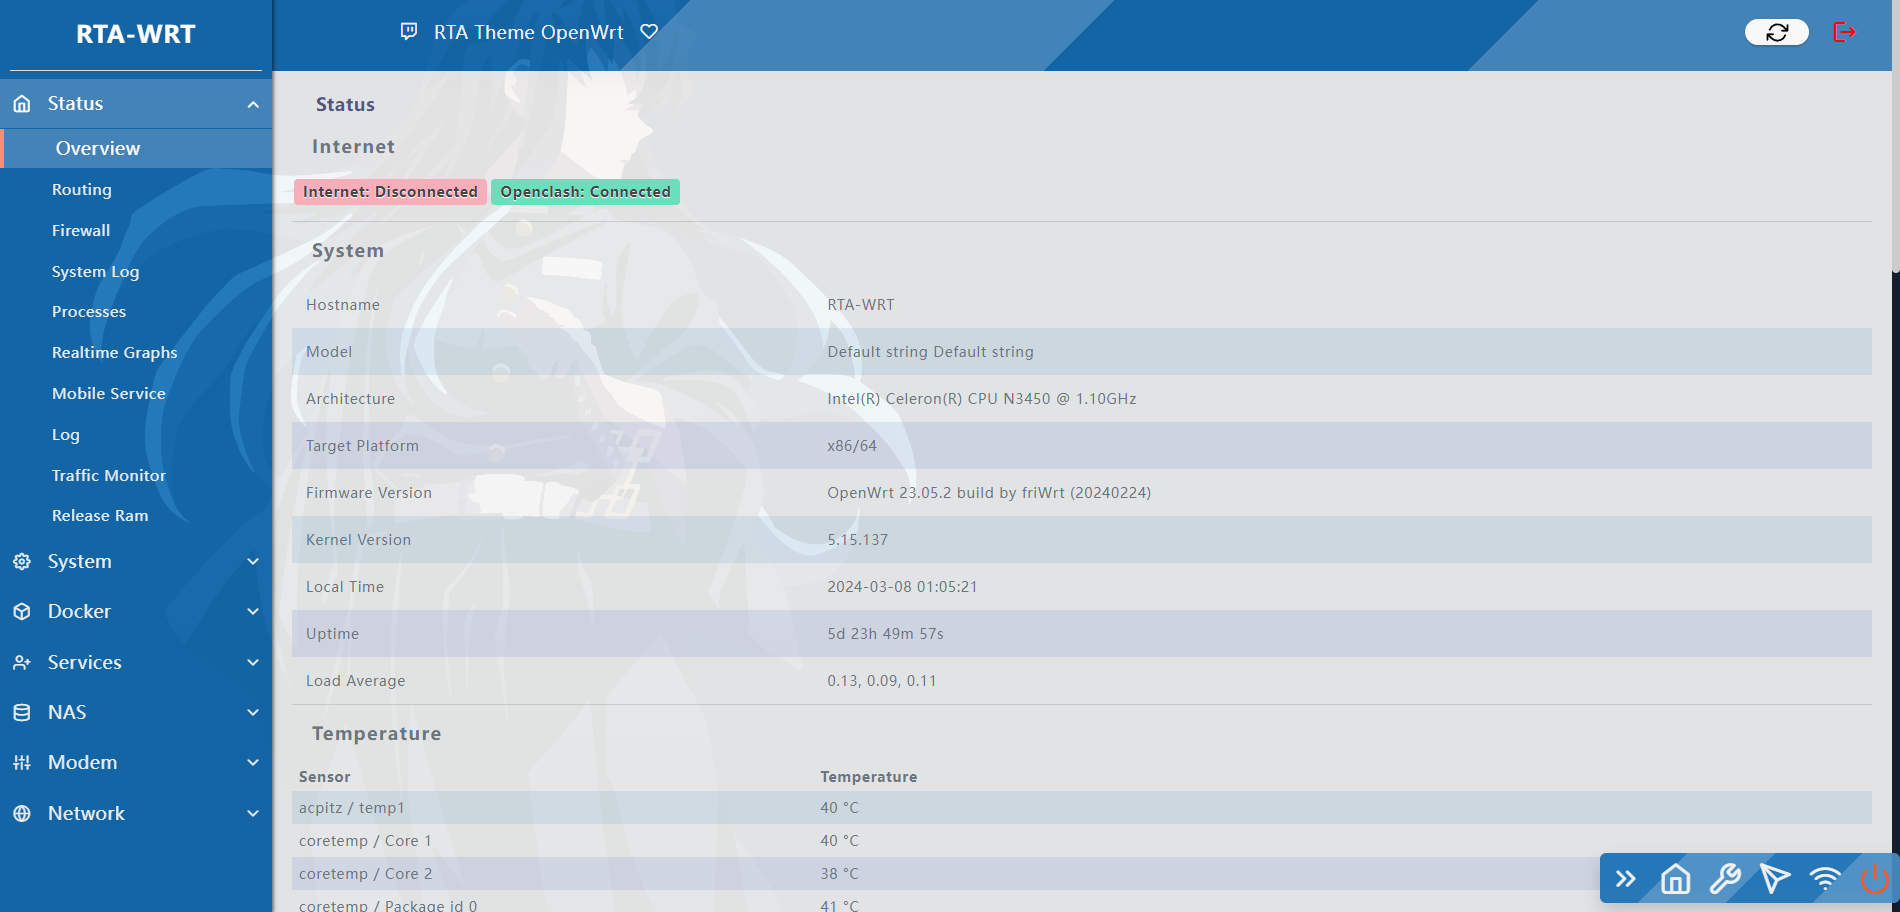 RTA-WRT
RTA Theme OpenWrt
Status
Overview
Routing
Firewall
System Log
Processes
Realtime Graphs
Mobile Service
Log
Traffic Monitor
Release Ram
System
Docker
Services
NAS
Modem
Network
Status
Internet
Internet: Disconnected Openclash: Connected
System
Hostname RTA-WRT
Model Default string Default string
Architecture Intel(R) Celeron(R) CPU N3450 @ 1.10GHz
Target Platform x86/64
Firmware Version OpenWrt 23.05.2 build by friWrt (20240224)
Kernel Version 5.15.137
Local Time 2024-03-08 01:05:21
Uptime 5d 23h 49m 57s
Load Average 0.13, 0.09, 0.11
Temperature
Sensor Temperature
acpitz / temp1 40 °C
coretemp / Core 1 40 °C
coretemp / Core 2 38 °C
coretemp / Package id 0 41 °C